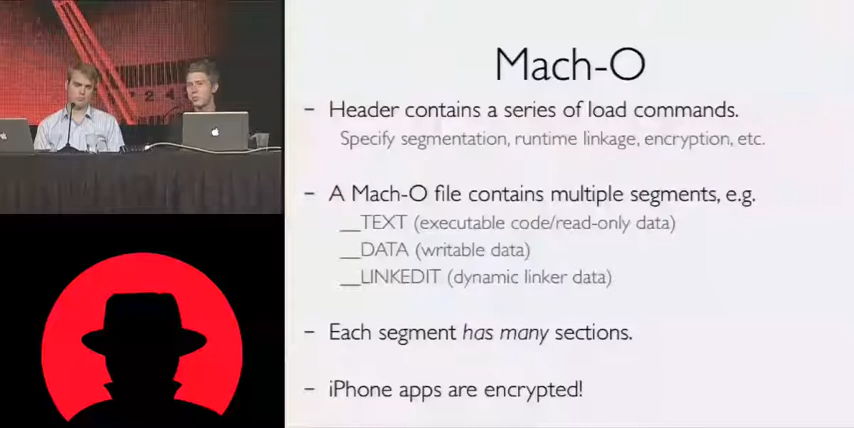 Mach-O
- Header contains a series of load commands.
Specify segmentation, runtime linkage, encryption, etc.
- A Mach-O file contains multiple segments, e.g.
__TEXT (executable code/read-only data)
__DATA (writable data)
__LINKEDIT (dynamic linker data)
- Each segment has many sections.
- iPhone apps are encrypted!
2 4